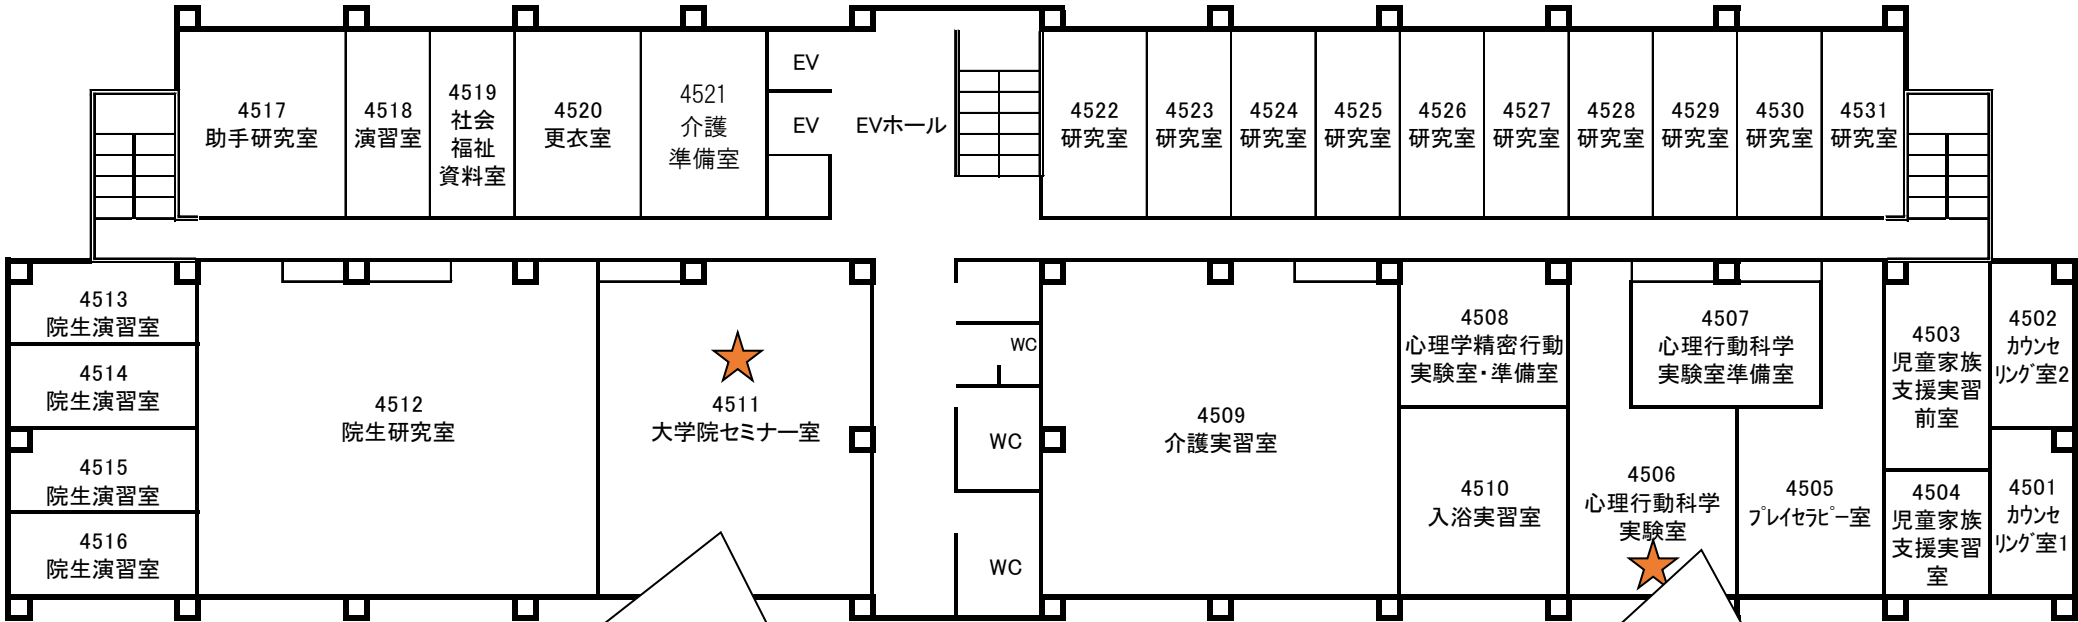 4517
助手研究室
4518
演習室
4519
社会
福祉
資料室
4520
更衣室
4521
介護
準備室
EV
EV
EVホール
4522
研究室
4523
研究室
4524
研究室
4525
研究室
4526
研究室
4527
研究室
4528
研究室
4529
研究室
4530
研究室
4531
研究室
4513
院生演習室
4514
院生演習室
4515
院生演習室
4516
院生演習室
4512
院生研究室
4511
大学院セミナー室
WC
WC
WC
4509
介護実習室
4508
心理学精密行動
実験室・準備室
4510
入浴実習室
4507
心理行動科学
実験室準備室
4506
心理行動科学
実験室
4505
ﾌﾟﾚｲｾﾗﾋﾟｰ室
4503
児童家族
支援実習
前室
4504
児童家族
支援実習
室
4502
ｶｳﾝｾ
ﾘﾝｸﾞ室2
4501
ｶｳﾝｾ
ﾘﾝｸﾞ室1